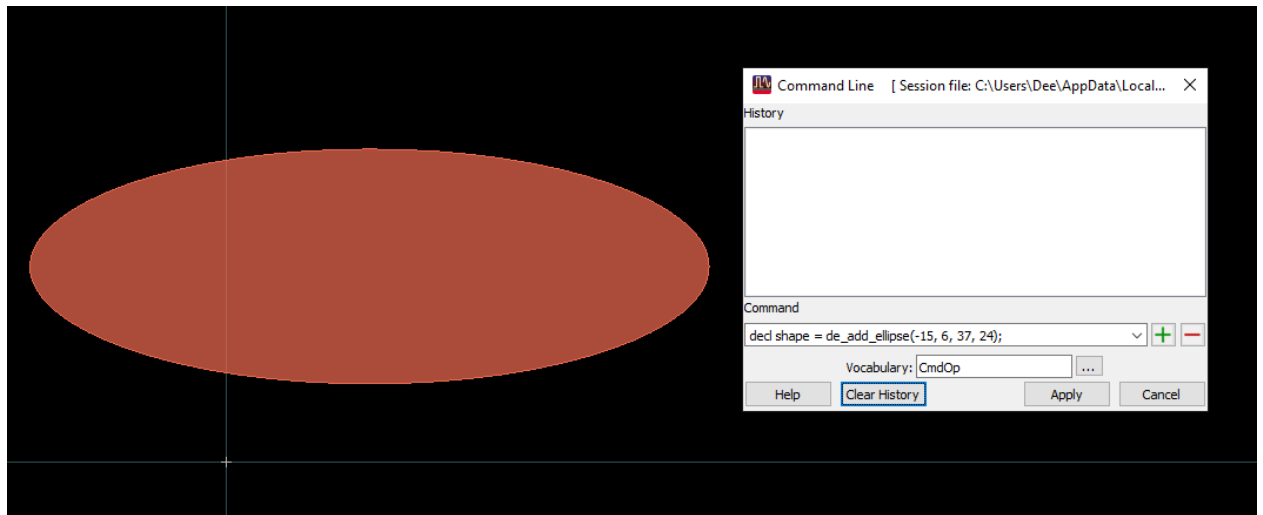 Command Line [ Session file: C:\Users\Dee\AppData\Local...
History
Command
decl shape = de_add_ellipse(-15, 6, 37, 24);
Vocabulary: CmdOp ...
Help Clear History Apply Cancel